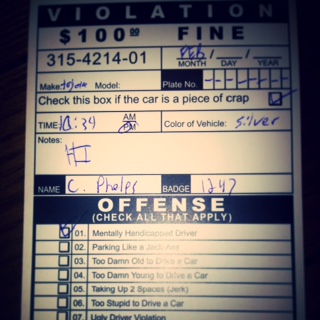 VIOLATION
$100.00 FINE
315-4214-01
FEB / /
MONTH DAY YEAR
Make: Model: Plate No.
Check this box if the car is a piece of crap
TIME: 10:34 AM PM Color of Vehicle: Silver
Notes:
HI
NAME C. Phelps BADGE 1247
OFFENSE
(CHECK ALL THAT APPLY)
01. Mentally Handicapped Driver
02. Parking Like a Jack-Ass
03. Too Damn Old to Drive a Car
04. Too Damn Young to Drive a Car
05. Taking Up 2 Spaces (Jerk)
06. Too Stupid to Drive a Car
07. Ugly Driver Violation